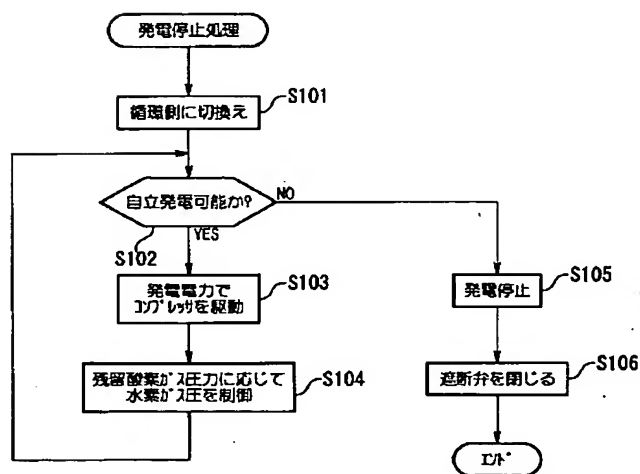 発電停止処理
循環側に切換え
S101
自立発電可能か?
NO
S102
YES
発電電力で
コンプレッサを駆動
S103
残留酸素ガス圧力に応じて
水素ガス圧を制御
S104
発電停止
S105
遮断弁を閉じる
S106
エンド